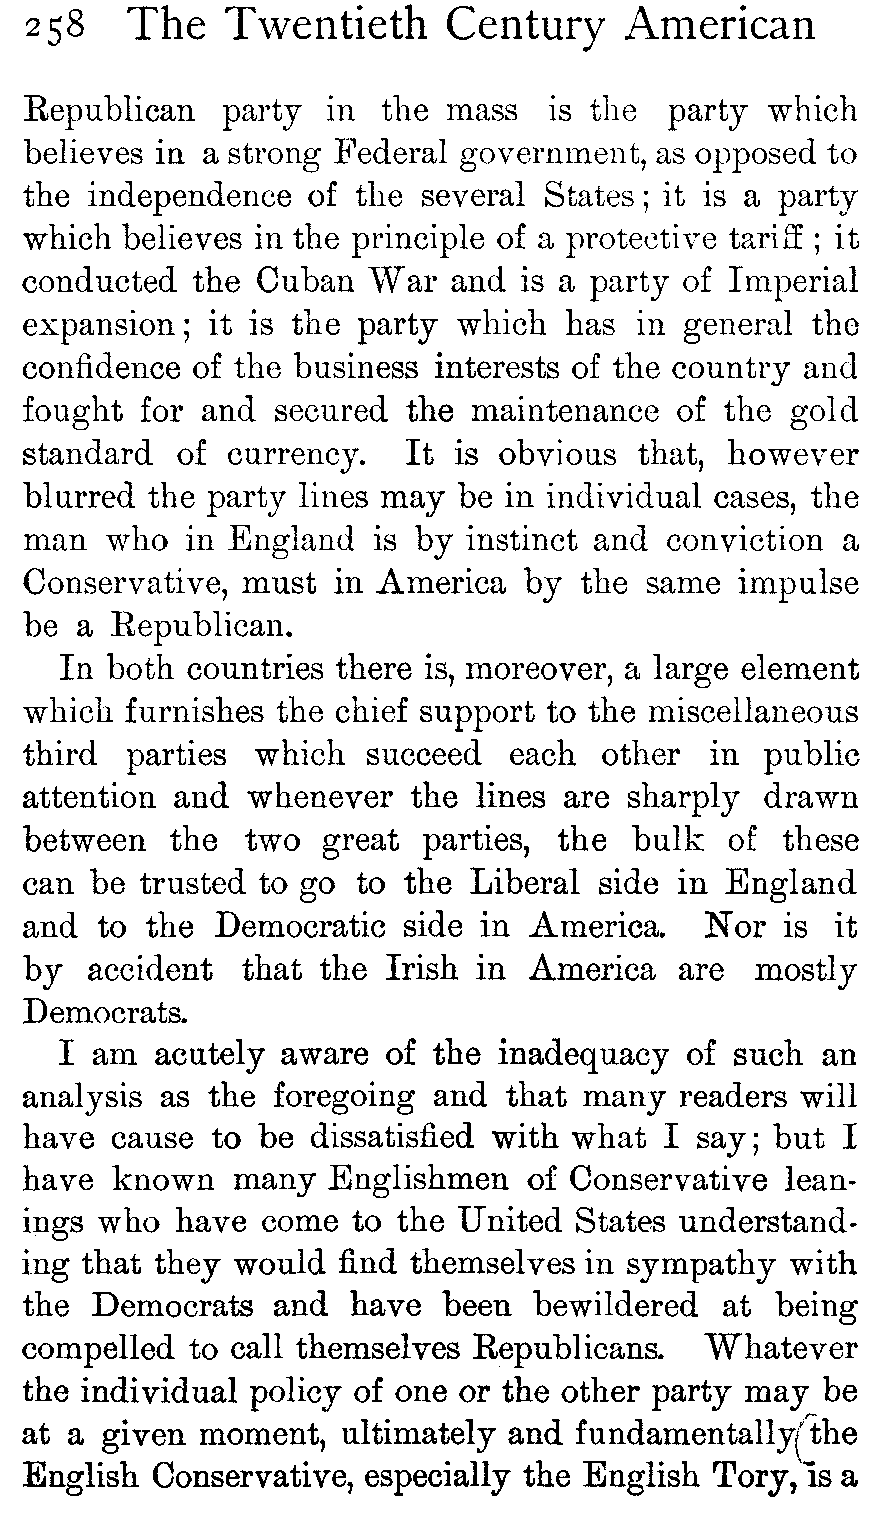 258 The Twentieth Century American
Republican party in the mass is the party which
believes in a strong Federal government, as opposed to
the independence of the several States; it is a party
which believes in the principle of a protective tariff; it
conducted the Cuban War and is a party of Imperial
expansion; it is the party which has in general the
confidence of the business interests of the country and
fought for and secured the maintenance of the gold
standard of currency. It is obvious that, however
blurred the party lines may be in individual cases, the
man who in England is by instinct and conviction a
Conservative, must in America by the same impulse
be a Republican.
In both countries there is, moreover, a large element
which furnishes the chief support to the miscellaneous
third parties which succeed each other in public
attention and whenever the lines are sharply drawn
between the two great parties, the bulk of these
can be trusted to go to the Liberal side in England
and to the Democratic side in America. Nor is it
by accident that the Irish in America are mostly
Democrats.
I am acutely aware of the inadequacy of such an
analysis as the foregoing and that many readers will
have cause to be dissatisfied with what I say; but I
have known many Englishmen of Conservative lean-
ings who have come to the United States understand-
ing that they would find themselves in sympathy with
the Democrats and have been bewildered at being
compelled to call themselves Republicans. Whatever
the individual policy of one or the other party may be
at a given moment, ultimately and fundamentally the
English Conservative, especially the English Tory, is a